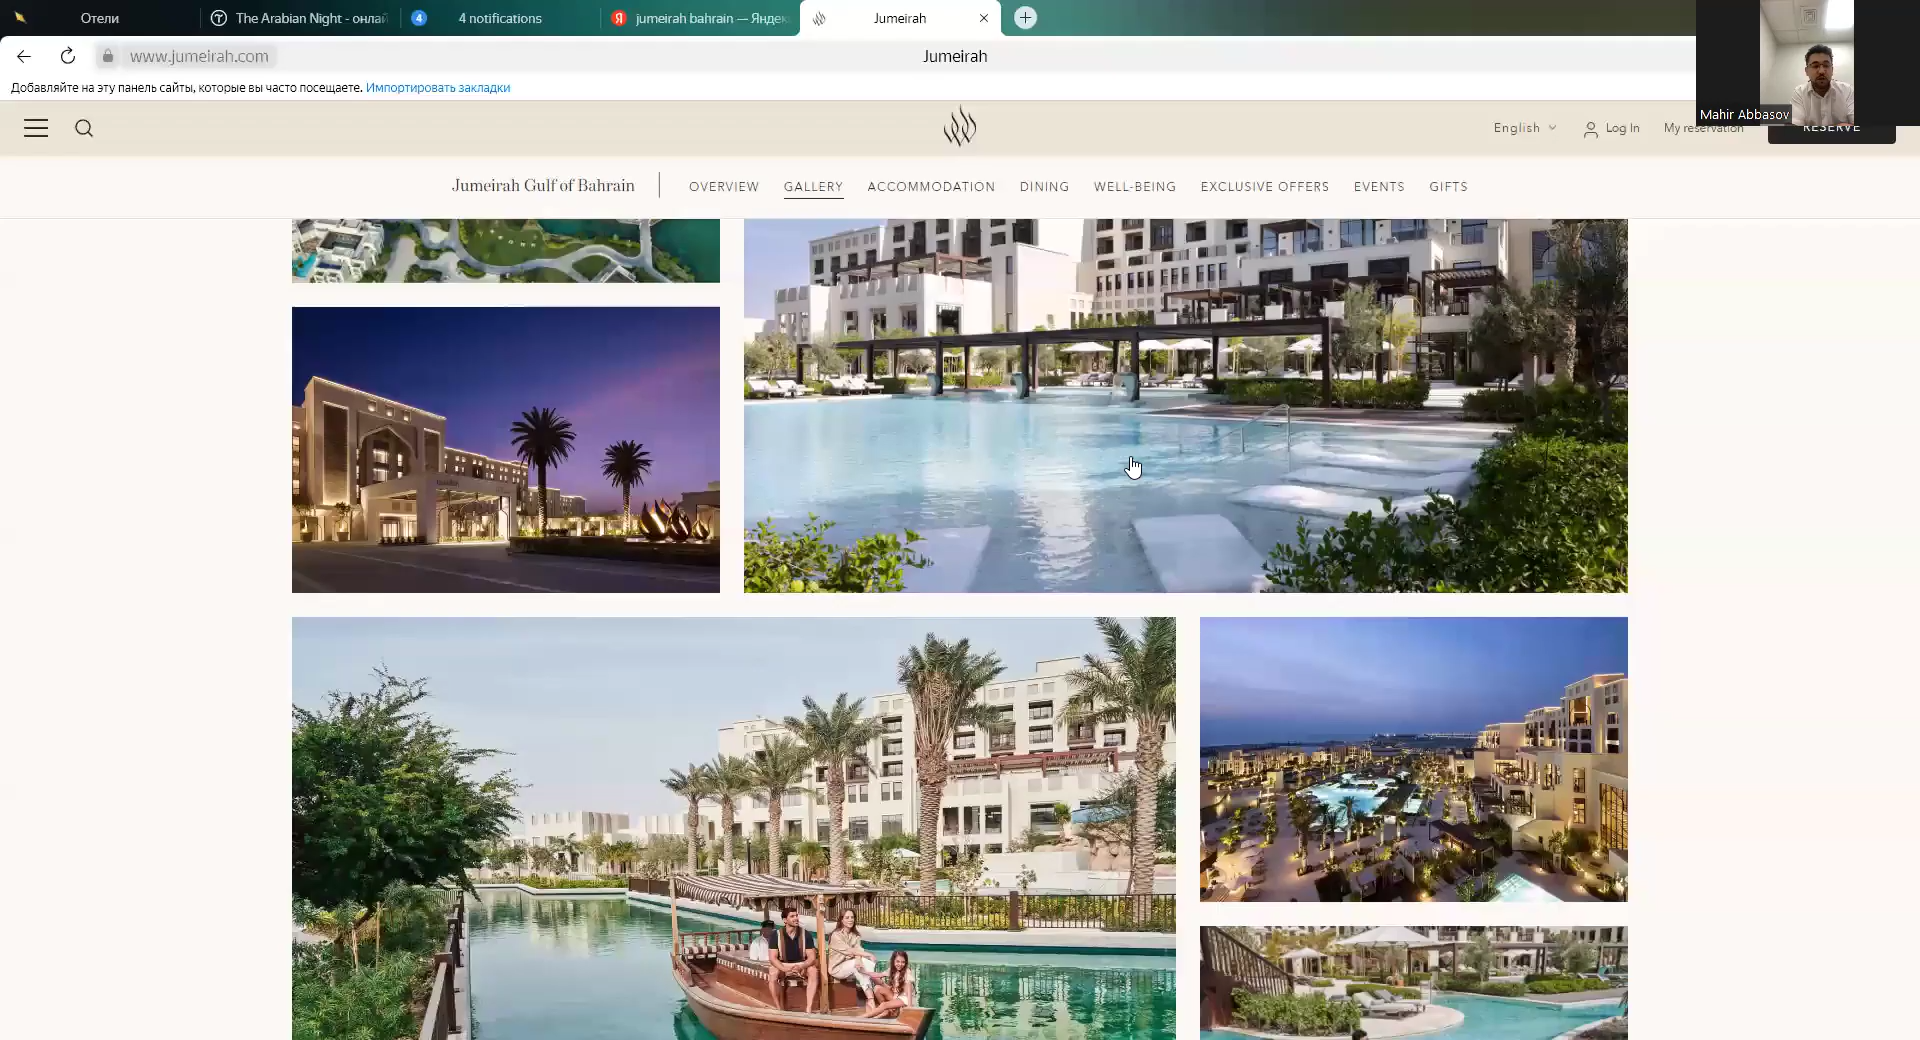 Отели
The Arabian Night - онлай
4
4 notifications
Я
jumeirah bahrain — Яндек
Jumeirah
www.jumeirah.com
Jumeirah
Добавляйте на эту панель сайты, которые вы часто посещаете. Импортировать закладки
English
Log In
My reservation
RESERVE
Mahir Abbasov
Jumeirah Gulf of Bahrain
OVERVIEW
GALLERY
ACCOMMODATION
DINING
WELL-BEING
EXCLUSIVE OFFERS
EVENTS
GIFTS